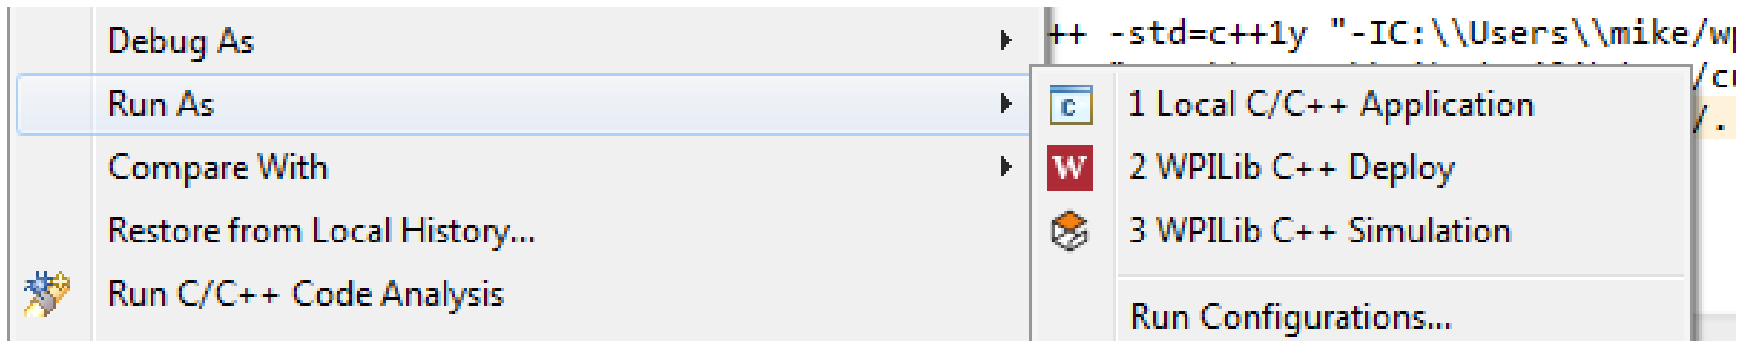 Debug As
Run As
Compare With
Restore from Local History...
Run C/C++ Code Analysis
++ -std=c++1y "-IC:\\Users\\mike/wp
1 Local C/C++ Application
2 WPILib C++ Deploy
3 WPILib C++ Simulation
Run Configurations...